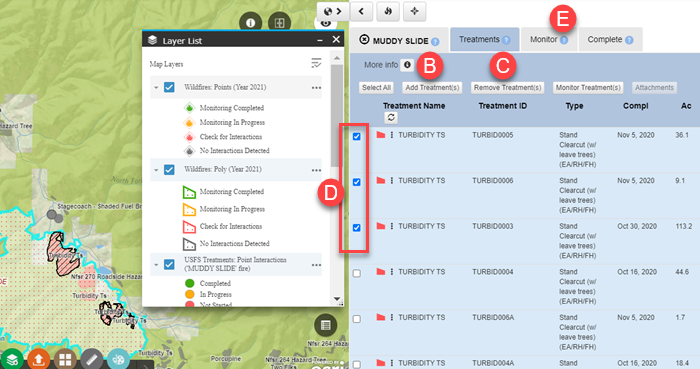 Layer List
Map Layers
Wildfires: Points (Year 2021)
Monitoring Completed
Monitoring In Progress
Check for Interactions
No Interactions Detected
Wildfires: Poly (Year 2021)
Monitoring Completed
Monitoring In Progress
Check for Interactions
No Interactions Detected
USFS Treatments: Point Interactions
('MUDDY SLIDE' fire)
Completed
In Progress
Not Started
Hazard Tree
Stagecoach - Shaded Fuel Br
Turbidity Ts
Nfsr 270 Roadside Hazard
Turbidity Ts
Turbidity Ts
Turbidity Ts
Porcupine
Nfsr 264 Hazard Tree
MUDDY SLIDE ?
Treatments ?
Monitor ?
Complete ?
E
More info
B
C
Select All
Add Treatment(s)
Remove Treatment(s)
Monitor Treatment(s)
Attachments
Treatment Name
Treatment ID
Type
Compl
Ac
D
TURBIDITY TS
TURBID0005
Stand
Clearcut (w/
leave trees)
(EA/RH/FH)
Nov 5, 2020
36.1
TURBIDITY TS
TURBID0006
Stand
Clearcut (w/
leave trees)
(EA/RH/FH)
Nov 5, 2020
9.1
TURBIDITY TS
TURBID0003
Stand
Clearcut (w/
leave trees)
(EA/RH/FH)
Oct 30, 2020
113.2
TURBIDITY TS
TURBID0004
Stand
Clearcut (w/
leave trees)
(EA/RH/FH)
Oct 16, 2020
44.6
TURBIDITY TS
TURBID006A
Stand
Clearcut (w/
leave trees)
(EA/RH/FH)
Nov 5, 2020
1.7
TURBIDITY TS
TURBID004A
Stand
Clearcut (w/
Oct 16, 2020
18.4